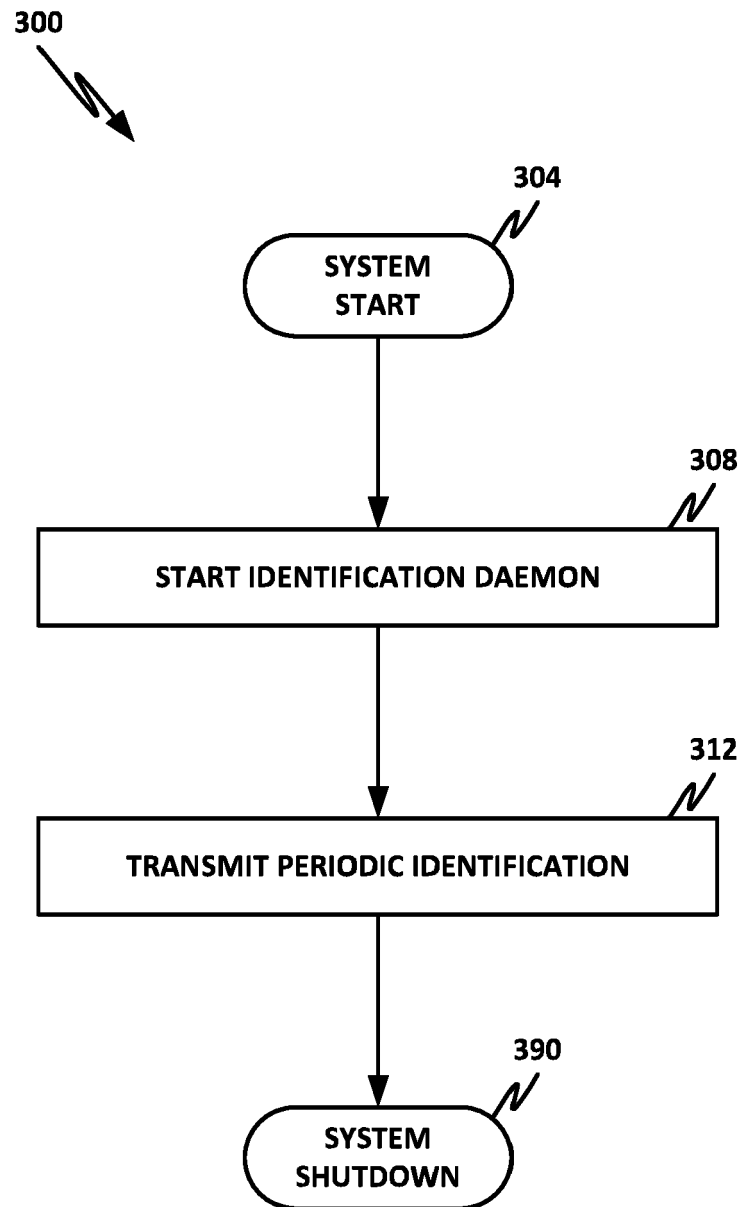 300
304
SYSTEM
START
308
START IDENTIFICATION DAEMON
312
TRANSMIT PERIODIC IDENTIFICATION
390
SYSTEM
SHUTDOWN